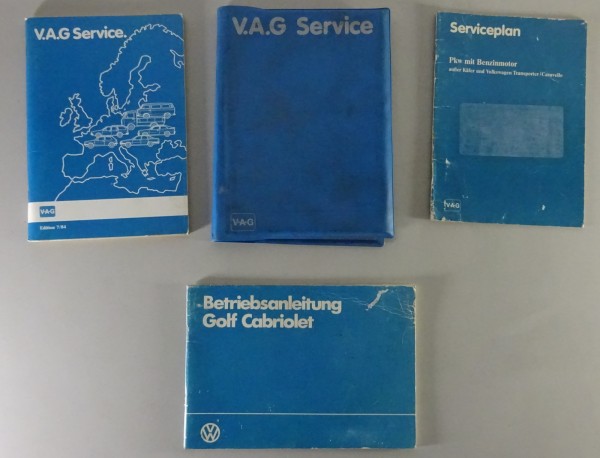 V.A.G Service.
V·A·G
Edition 7/84
V.A.G Service
V·A·G
Serviceplan
Pkw mit Benzinmotor
außer Käfer und Volkswagen Transporter/Caravelle
V·A·G
Betriebsanleitung
Golf Cabriolet